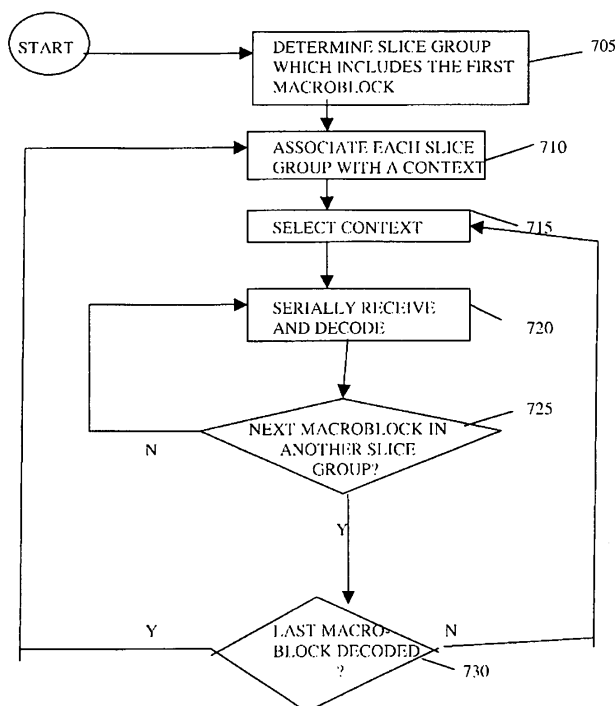 START
DETERMINE SLICE GROUP
WHICH INCLUDES THE FIRST
MACROBLOCK
705
ASSOCIATE EACH SLICE
GROUP WITH A CONTEXT
710
SELECT CONTEXT
715
SERIALLY RECEIVE
AND DECODE
720
725
NEXT MACROBLOCK IN
ANOTHER SLICE
GROUP?
N
Y
Y
LAST MACRO-
BLOCK DECODED
?
N
730